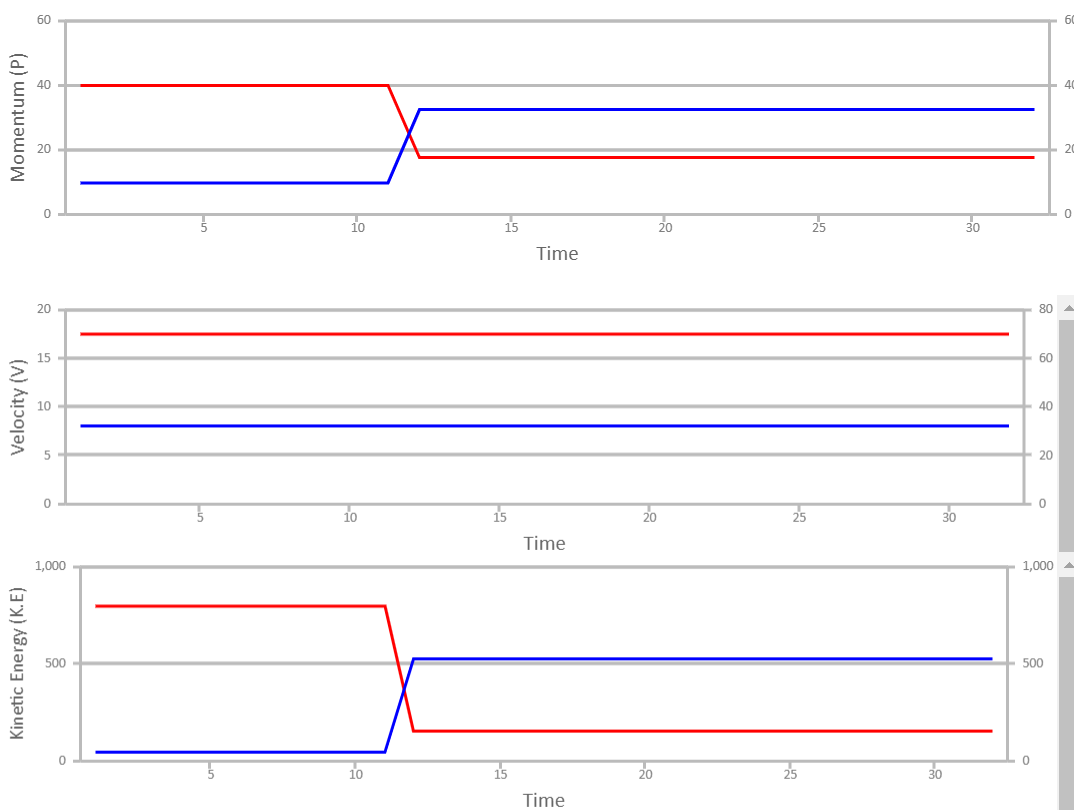 60 60
Momentum (P)
40 40
20 20
0 0
5 10 15 20 25 30
Time
20 80
Velocity (V)
15 60
10 40
5 20
0 0
5 10 15 20 25 30
Time
1,000 1,000
Kinetic Energy (K.E)
500 500
0 0
5 10 15 20 25 30
Time